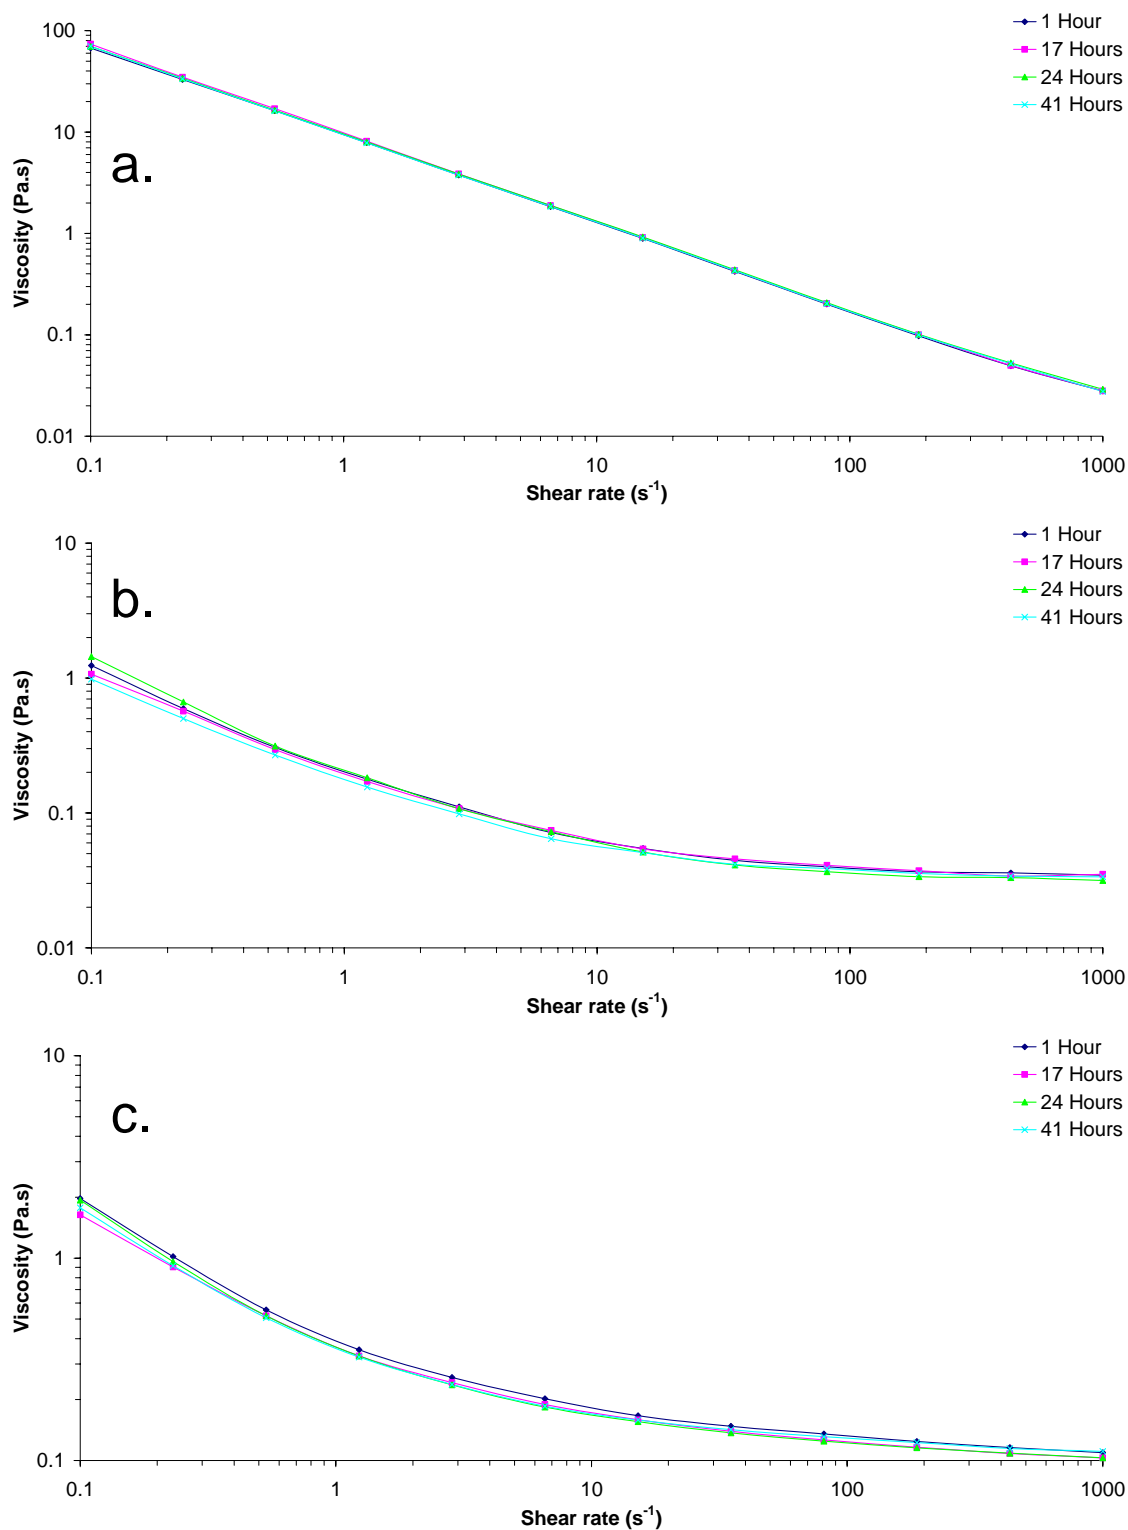 1 Hour
17 Hours
24 Hours
41 Hours
a.
Viscosity (Pa.s)
100
10
1
0.1
0.01
0.1 1 10 100 1000
Shear rate (s-1)
1 Hour
17 Hours
24 Hours
41 Hours
b.
Viscosity (Pa.s)
10
1
0.1
0.01
0.1 1 10 100 1000
Shear rate (s-1)
1 Hour
17 Hours
24 Hours
41 Hours
c.
Viscosity (Pa.s)
10
1
0.1
0.1 1 10 100 1000
Shear rate (s-1)